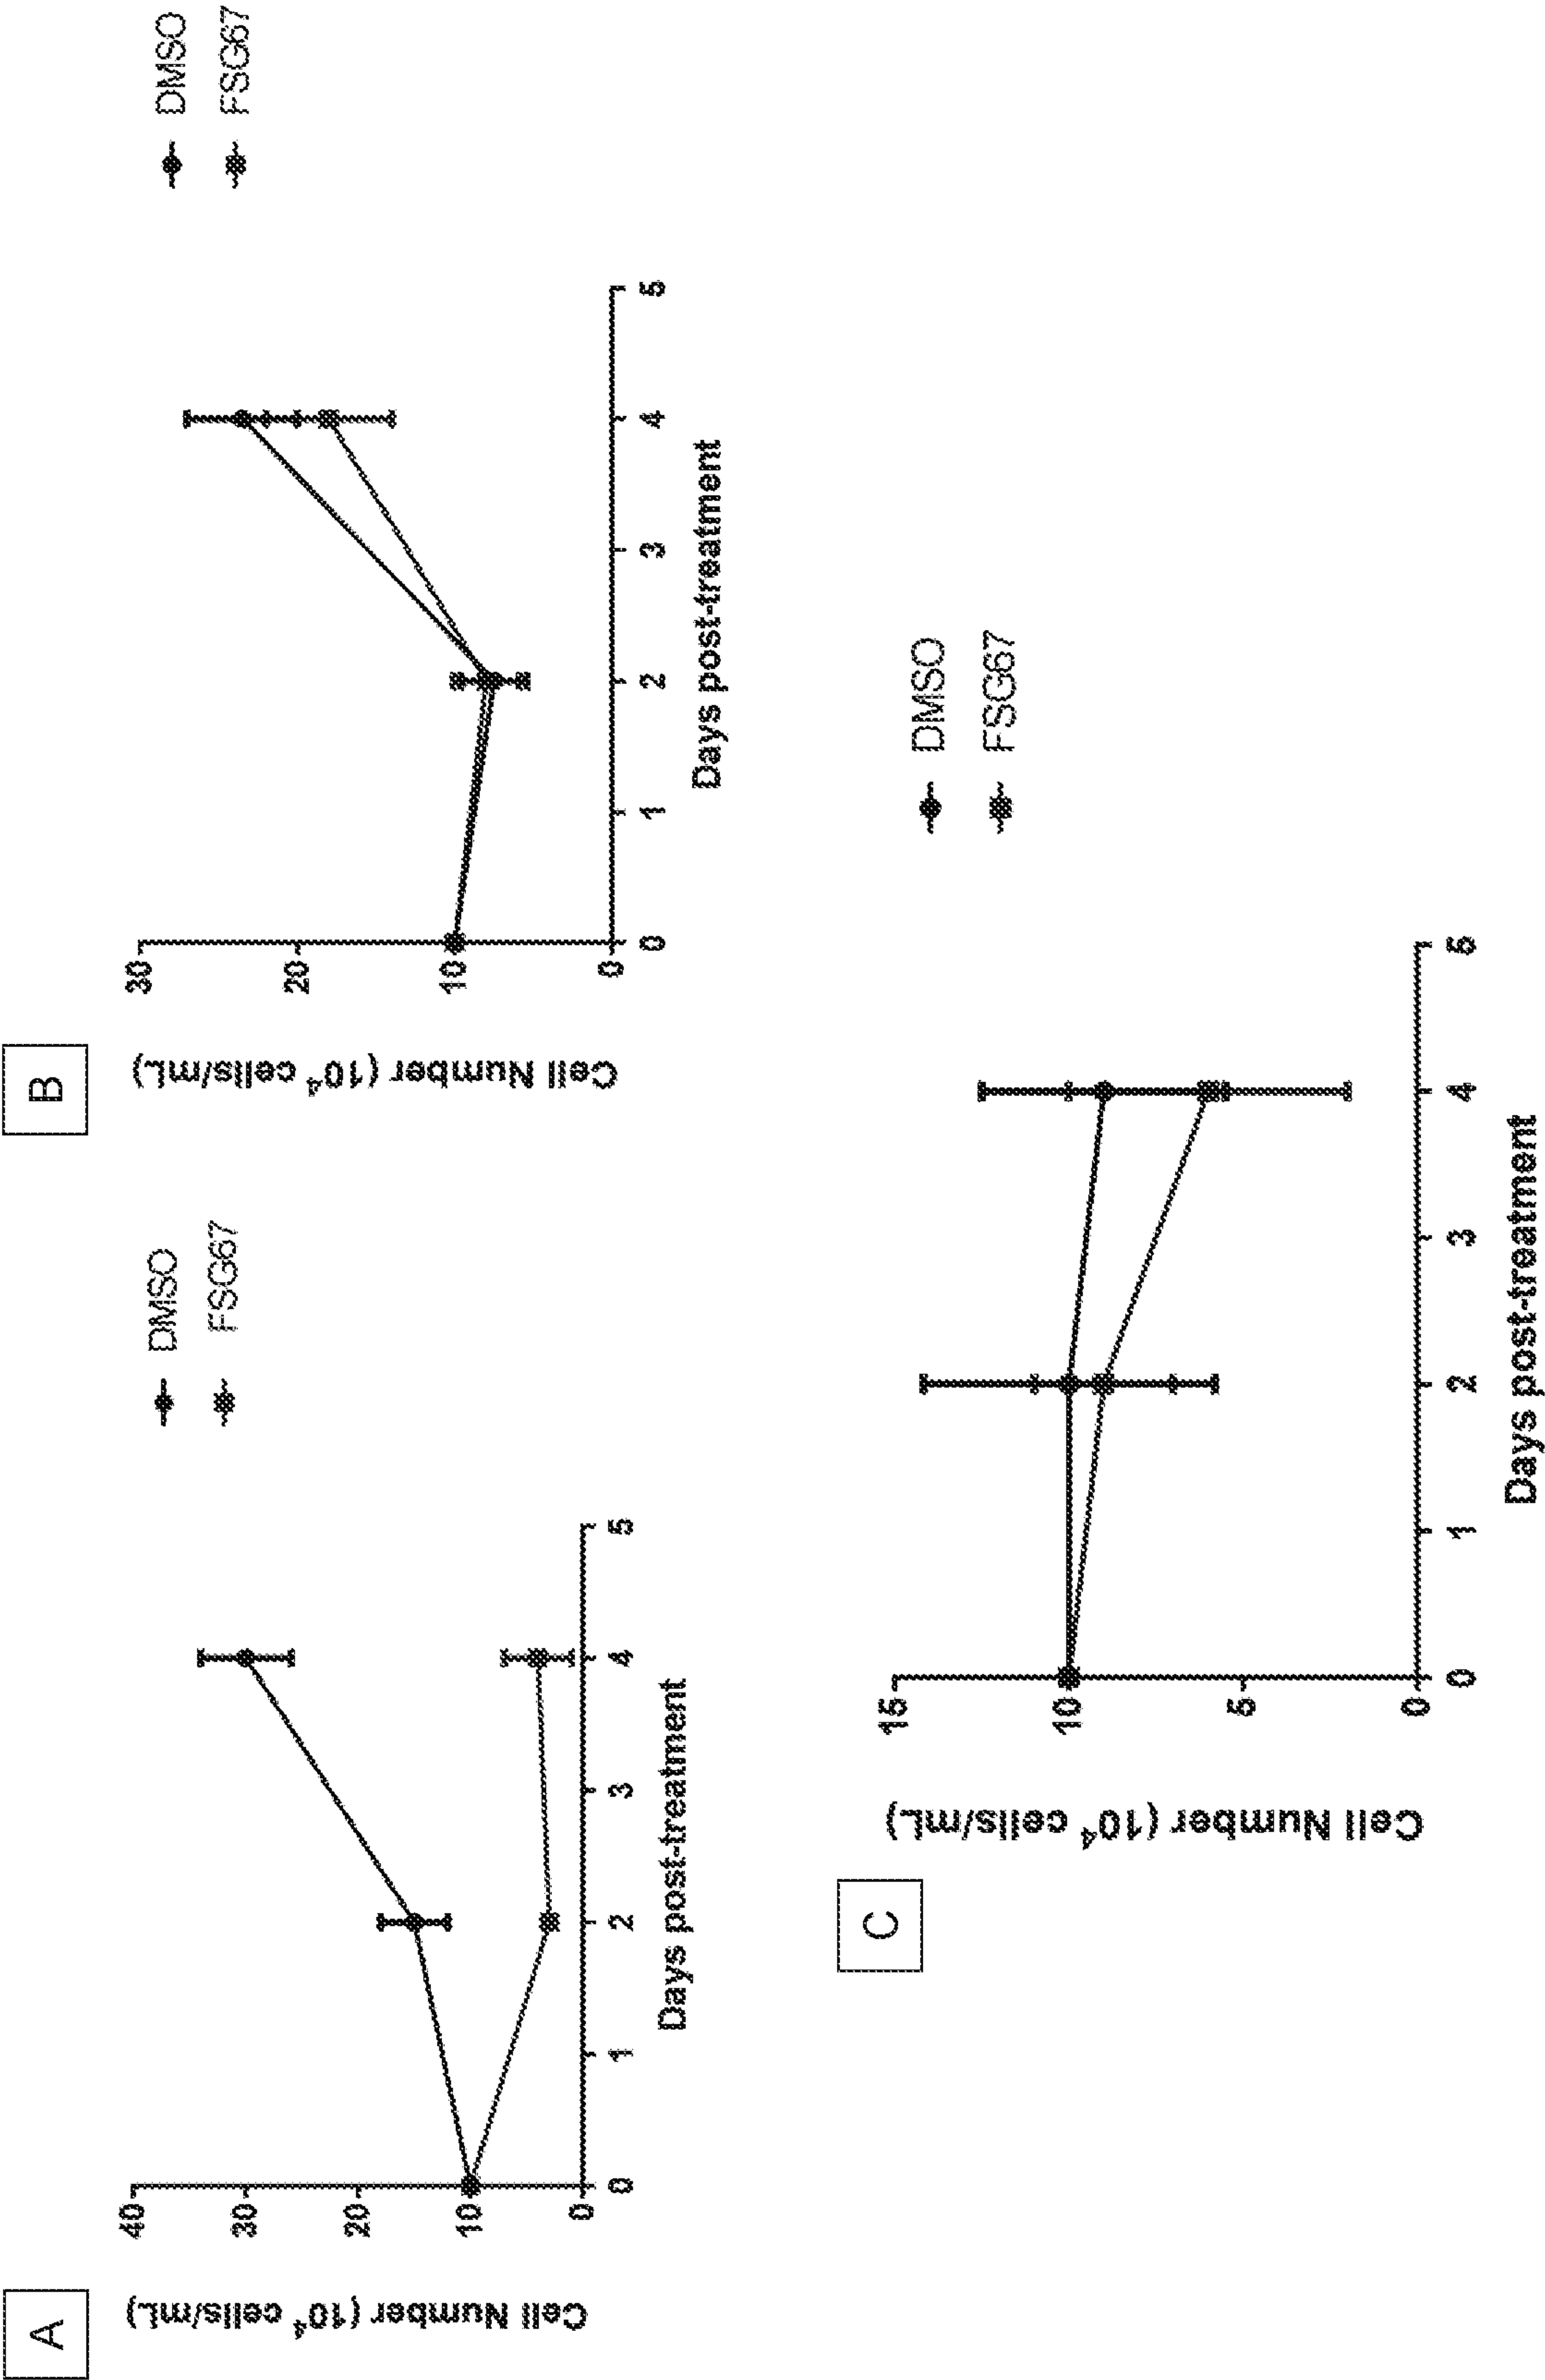 A
Cell Number (10⁴ cells/mL)
40
30
20
10
0
0 1 2 3 4 5
Days post-treatment
DMSO
FSG67
B
Cell Number (10⁴ cells/mL)
30
20
10
0
0 1 2 3 4 5
Days post-treatment
DMSO
FSG67
C
Cell Number (10⁴ cells/mL)
15
10
5
0
0 1 2 3 4 5
Days post-treatment
DMSO
FSG67